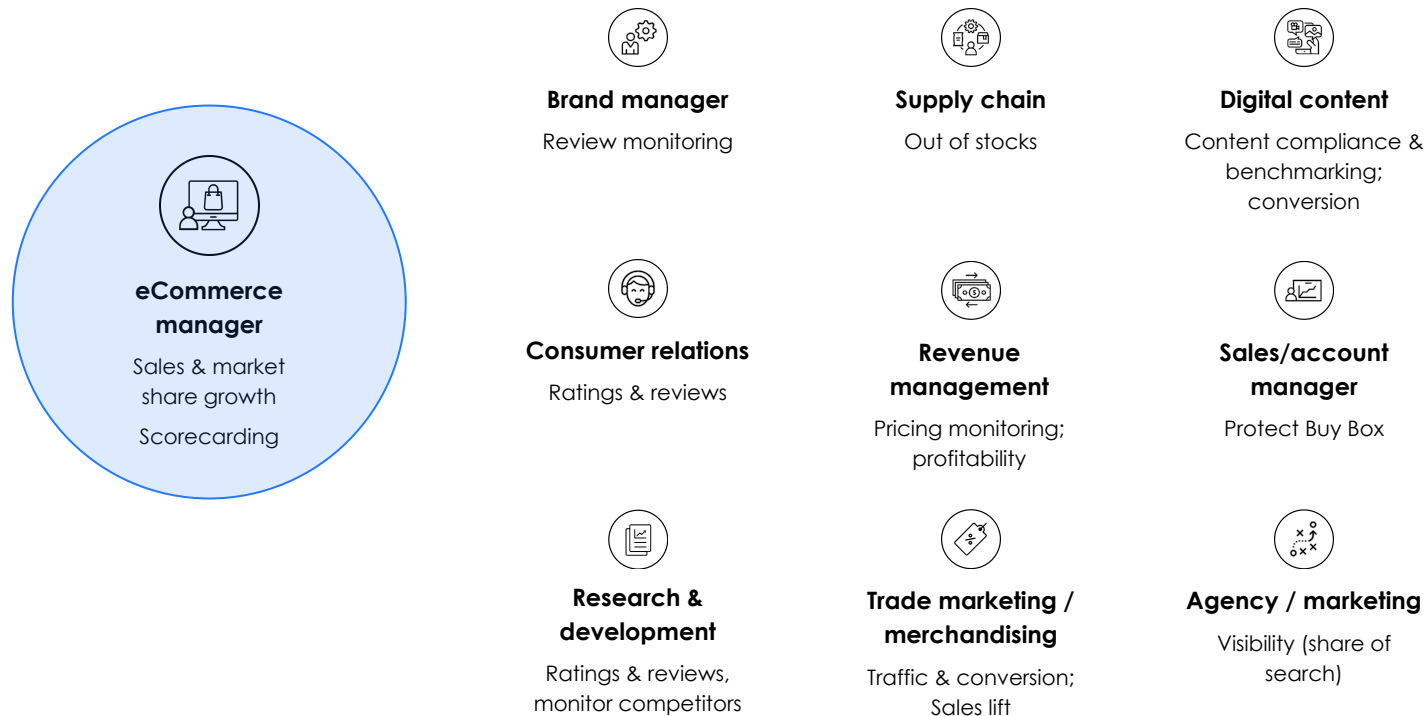 eCommerce
manager
Sales & market
share growth
Scorecarding
Brand manager
Review monitoring
Supply chain
Out of stocks
Digital content
Content compliance &
benchmarking;
conversion
Consumer relations
Ratings & reviews
Revenue
management
Pricing monitoring;
profitability
Sales/account
manager
Protect Buy Box
Research &
development
Ratings & reviews,
monitor competitors
Trade marketing /
merchandising
Traffic & conversion;
Sales lift
Agency / marketing
Visibility (share of
search)